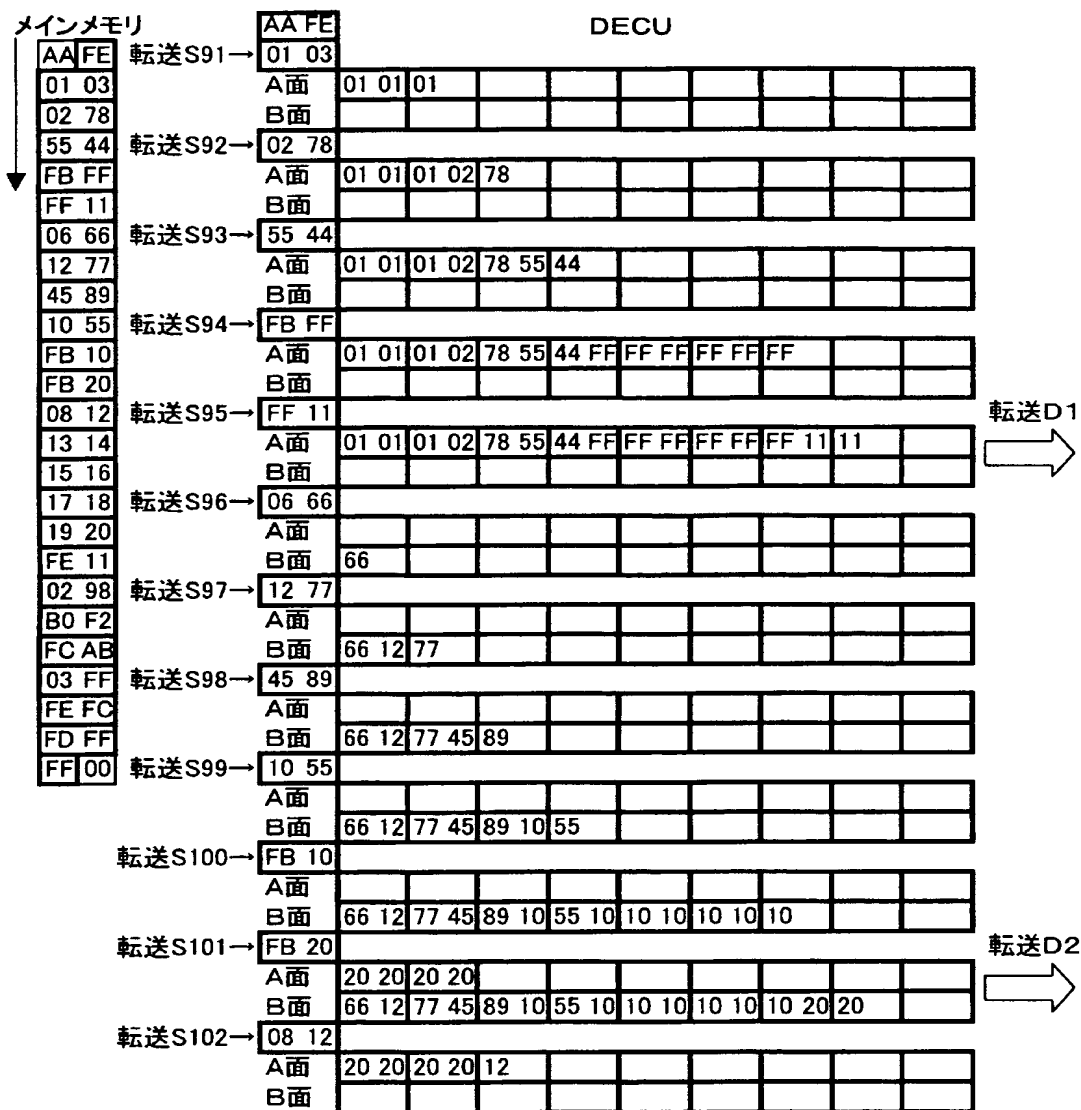 メインメモリ
AA FE
DECU
AA FE
転送S91→
01 03
01 03
A面
01 01 01
02 78
B面
55 44
転送S92→
02 78
FB FF
A面
01 01 01 02 78
FF 11
B面
06 66
転送S93→
55 44
12 77
A面
01 01 01 02 78 55 44
45 89
B面
10 55
転送S94→
FB FF
FB 10
A面
01 01 01 02 78 55 44 FF FF FF FF FF FF
FB 20
B面
08 12
転送S95→
FF 11
転送D1
13 14
A面
01 01 01 02 78 55 44 FF FF FF FF FF FF 11 11
15 16
B面
17 18
転送S96→
06 66
19 20
A面
FE 11
B面
66
02 98
転送S97→
12 77
B0 F2
A面
FC AB
B面
66 12 77
03 FF
転送S98→
45 89
FE FC
A面
FD FF
B面
66 12 77 45 89
FF 00
転送S99→
10 55
A面
B面
66 12 77 45 89 10 55
転送S100→
FB 10
A面
B面
66 12 77 45 89 10 55 10 10 10 10 10 10
転送S101→
FB 20
転送D2
A面
20 20 20 20
B面
66 12 77 45 89 10 55 10 10 10 10 10 10 20 20
転送S102→
08 12
A面
20 20 20 20 12
B面